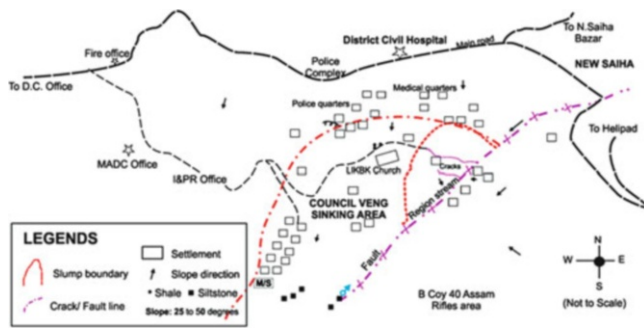 To N.Saiha
Bazar
District Civil Hospital
Main road
Fire office
Police
Complex
NEW SAIHA
To D.C. Office
Medical quarters
Police quarters
To Helipad
MADC Office
LIKBK Church
Cracks
I&PR Office
COUNCIL VENG
SINKING AREA
Region stream
Fault
LEGENDS
Settlement
Slump boundary
Slope direction
Shale
Siltstone
Crack/ Fault line
Slope: 25 to 50 degrees
M/S
B Coy 40 Assam
Rifles area
N
W E
S
(Not to Scale)